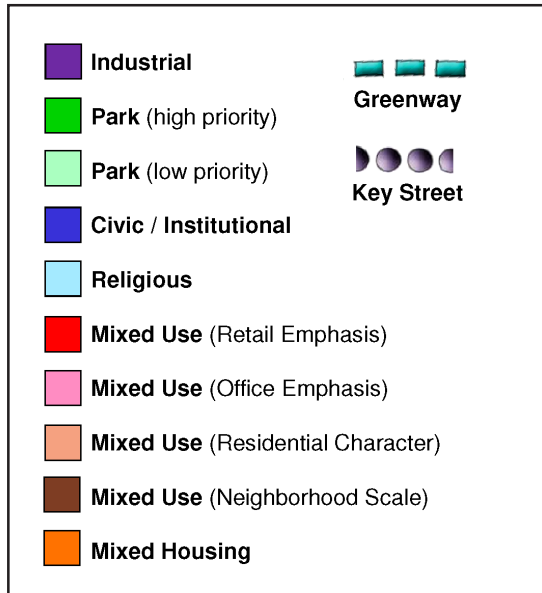 Industrial
Park (high priority)
Park (low priority)
Civic / Institutional
Religious
Mixed Use (Retail Emphasis)
Mixed Use (Office Emphasis)
Mixed Use (Residential Character)
Mixed Use (Neighborhood Scale)
Mixed Housing
Greenway
Key Street